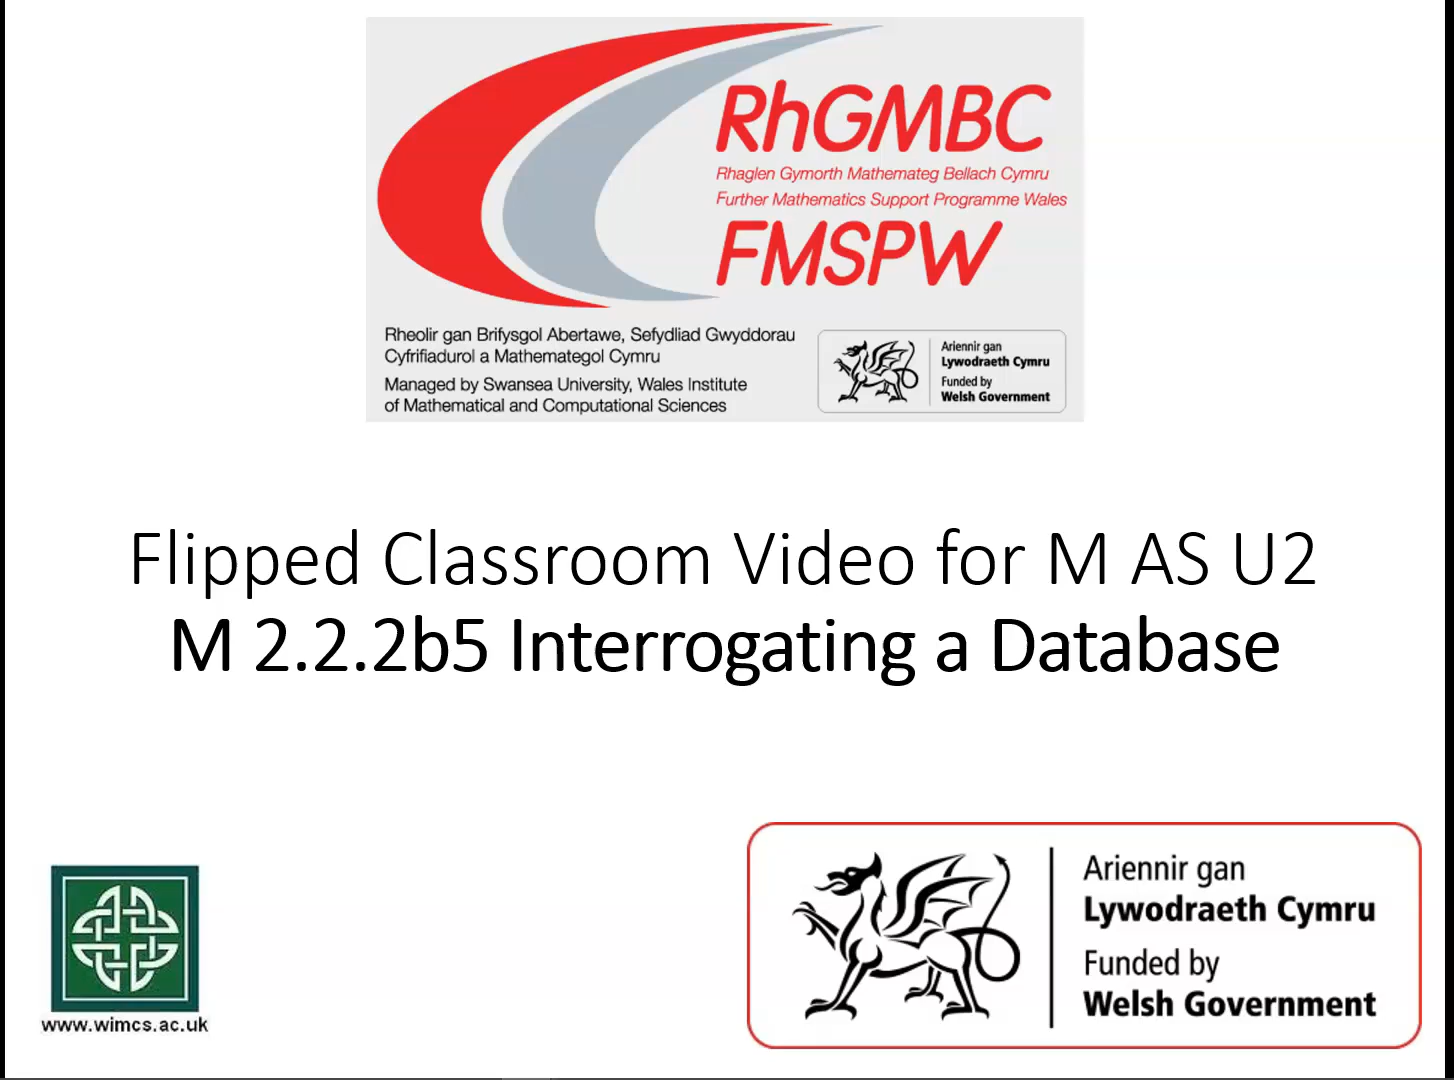 RhGMBC
Rhaglen Gymorth Mathemateg Bellach Cymru
Further Mathematics Support Programme Wales
FMSPW
Rheolir gan Brifysgol Abertawe, Sefydliad Gwyddorau
Cyfrifiadurol a Mathemategol Cymru
Managed by Swansea University, Wales Institute
of Mathematical and Computational Sciences
Ariennir gan
Lywodraeth Cymru
Funded by
Welsh Government
Flipped Classroom Video for M AS U2
M 2.2.2b5 Interrogating a Database
www.wimcs.ac.uk
Ariennir gan
Lywodraeth Cymru
Funded by
Welsh Government